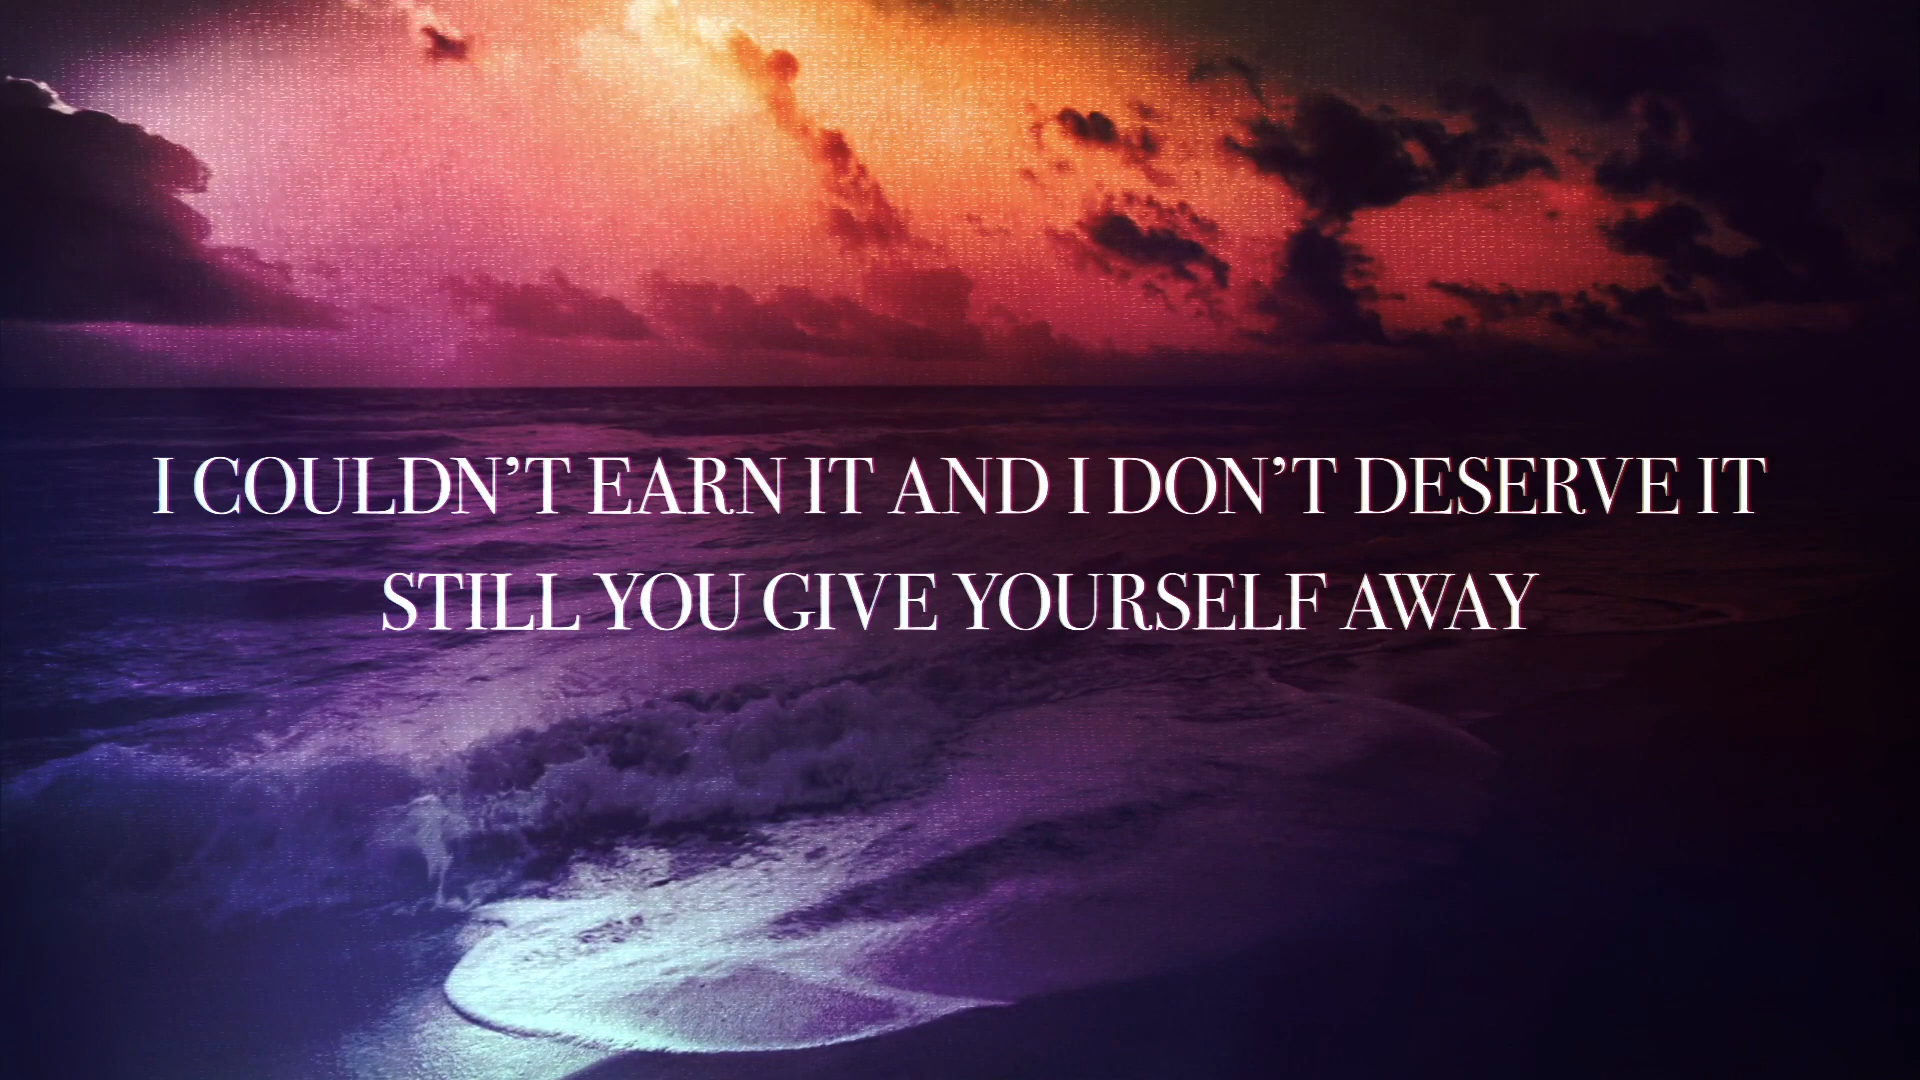 I COULDN’T EARN IT AND I DON’T DESERVE IT
STILL YOU GIVE YOURSELF AWAY